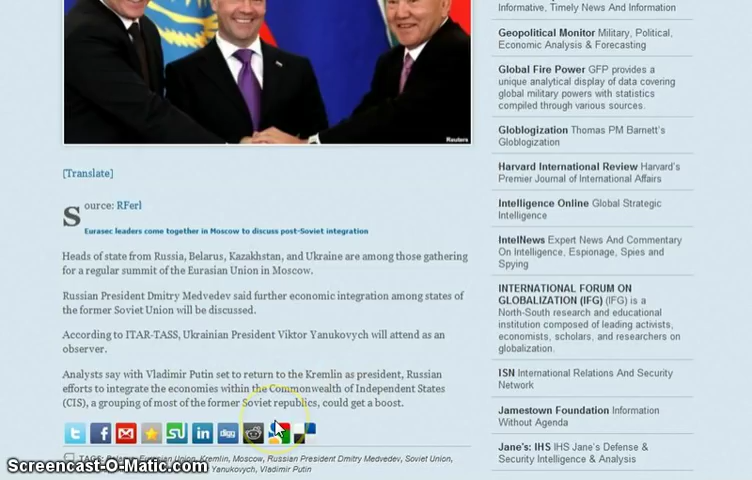 Reuters
[Translate]
Source: RFerl
Eurasec leaders come together in Moscow to discuss post-Soviet integration
Heads of state from Russia, Belarus, Kazakhstan, and Ukraine are among those gathering
for a regular summit of the Eurasian Union in Moscow.
Russian President Dmitry Medvedev said further economic integration among states of
the former Soviet Union will be discussed.
According to ITAR-TASS, Ukrainian President Viktor Yanukovych will attend as an
observer.
Analysts say with Vladimir Putin set to return to the Kremlin as president, Russian
efforts to integrate the economies within the Commonwealth of Independent States
(CIS), a grouping of most of the former Soviet republics, could get a boost.
digg
TAGS: Belarus, Eurasian Union, Kremlin, Moscow, Russian President Dmitry Medvedev, Soviet Union,
Yanukovych, Vladimir Putin
Screencast-O-Matic.com
Informative, Timely News And Information
Geopolitical Monitor Military, Political,
Economic Analysis & Forecasting
Global Fire Power GFP provides a
unique analytical display of data covering
global military powers with statistics
compiled through various sources.
Globlogization Thomas PM Barnett's
Globlogization
Harvard International Review Harvard's
Premier Journal of International Affairs
Intelligence Online Global Strategic
Intelligence
IntelNews Expert News And Commentary
On Intelligence, Espionage, Spies and
Spying
INTERNATIONAL FORUM ON
GLOBALIZATION (IFG) (IFG) is a
North-South research and educational
institution composed of leading activists,
economists, scholars, and researchers on
globalization.
ISN International Relations And Security
Network
Jamestown Foundation Information
Without Agenda
Jane's: IHS IHS Jane's Defense &
Security Intelligence & Analysis